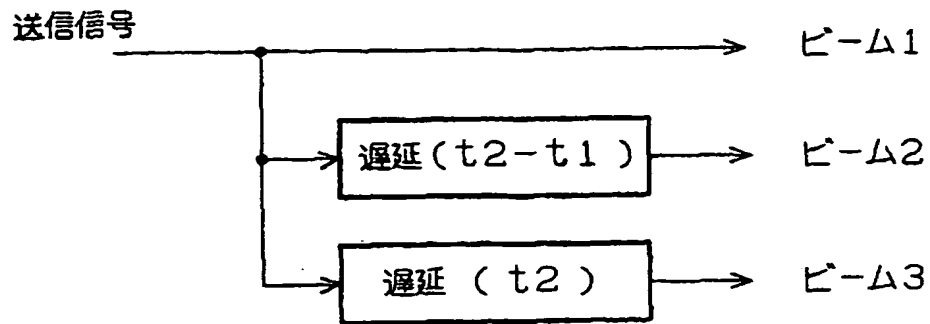 送信信号
ビーム1
遅延(t2-t1)
ビーム2
遅延(t2)
ビーム3